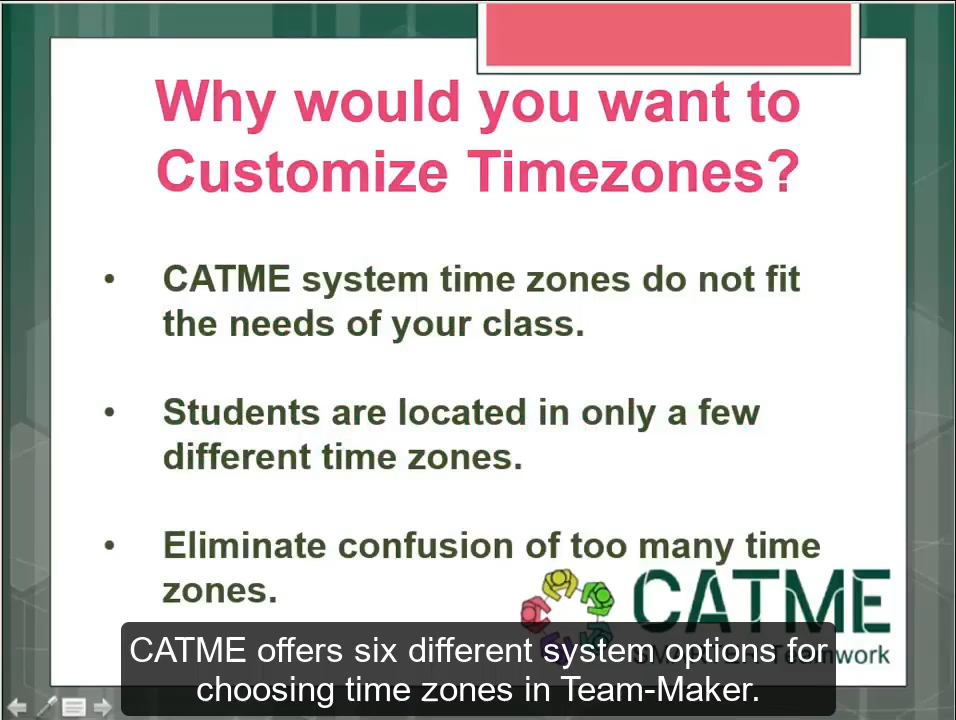 Why would you want to
Customize Timezones?
• CATME system time zones do not fit
the needs of your class.
• Students are located in only a few
different time zones.
• Eliminate confusion of too many time
zones.
CATME
CATME offers six different system options for
choosing time zones in Team-Maker.